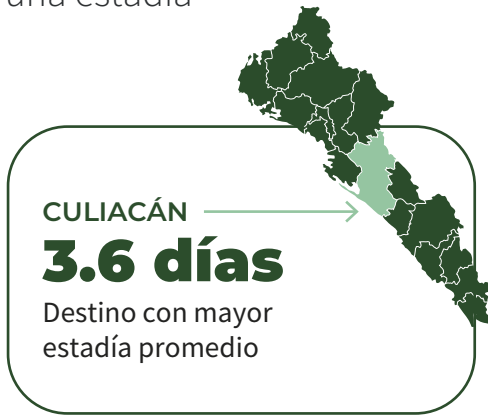 una estadía
CULIACÁN
3.6 días
Destino con mayor
estadía promedio